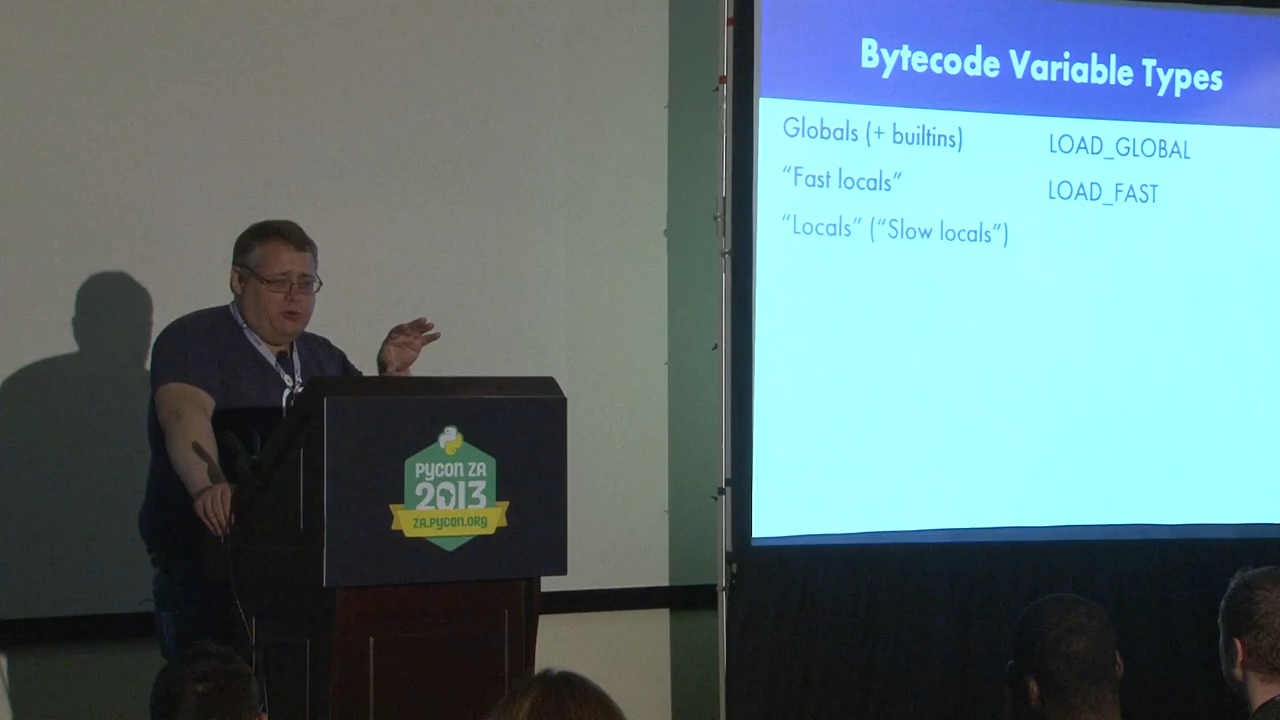 Bytecode Variable Types
Globals (+ builtins) LOAD_GLOBAL
“Fast locals” LOAD_FAST
“Locals” (“Slow locals”)
PYCON ZA
2013
ZA.PYCON.ORG